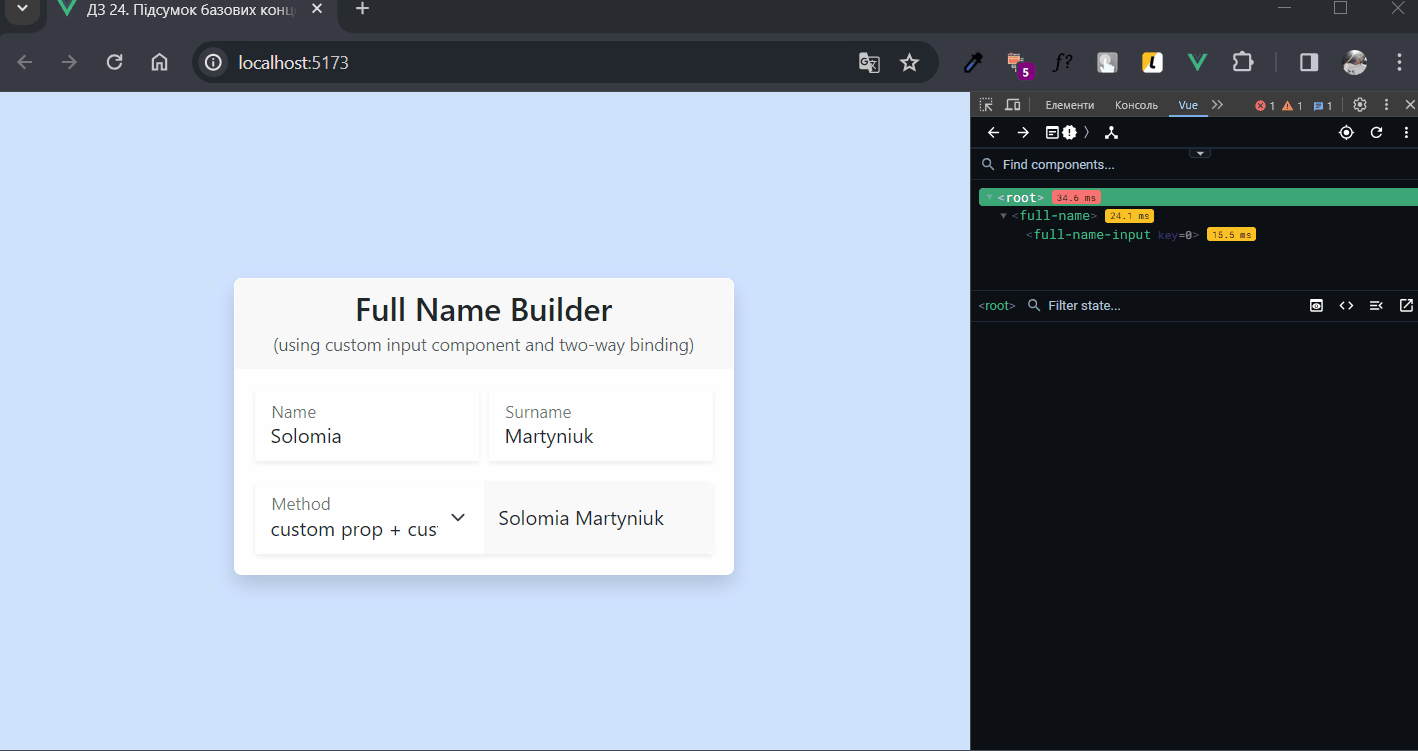 ДЗ 24. Підсумок базових конц
localhost:5173
5
f?
Елементи Консоль Vue 1 1 1
Find components...
<root> 34.6 ms
<full-name> 24.1 ms
<full-name-input key=0> 15.5 ms
<root> Filter state...
Full Name Builder
(using custom input component and two-way binding)
Name
Solomia
Surname
Martyniuk
Method
custom prop + cus
Solomia Martyniuk